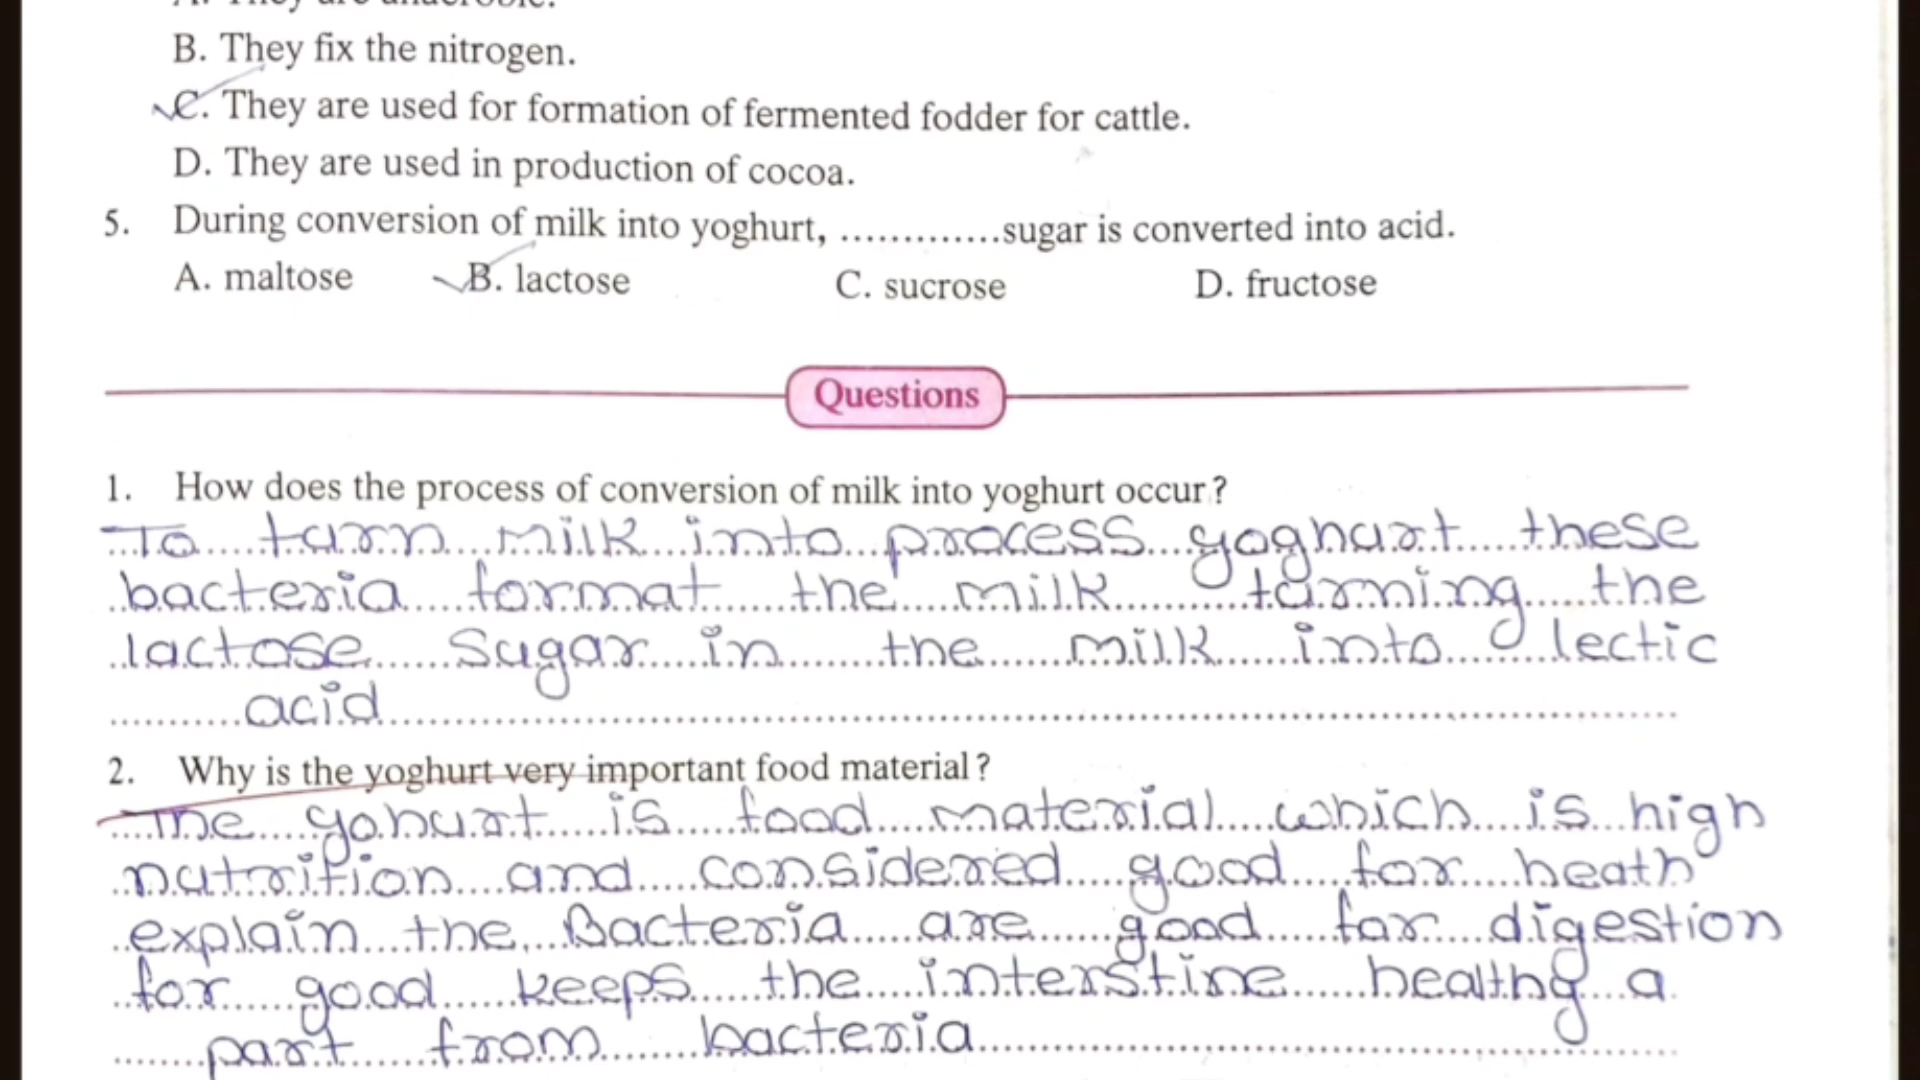 A. They are anaerobic.
B. They fix the nitrogen.
C. They are used for formation of fermented fodder for cattle.
D. They are used in production of cocoa.
5. During conversion of milk into yoghurt, .............sugar is converted into acid.
A. maltose B. lactose C. sucrose D. fructose
Questions
1. How does the process of conversion of milk into yoghurt occur?
To turn milk into process yoghurt these
bacteria format the milk turning the
lactose sugar in the milk into lectic
acid
2. Why is the yoghurt very important food material?
The yohurt is food material which is high
nutrition and considered good for heath
explain the Bacteria are good for digestion
for good keeps the interstine healthy a
part from bacteria